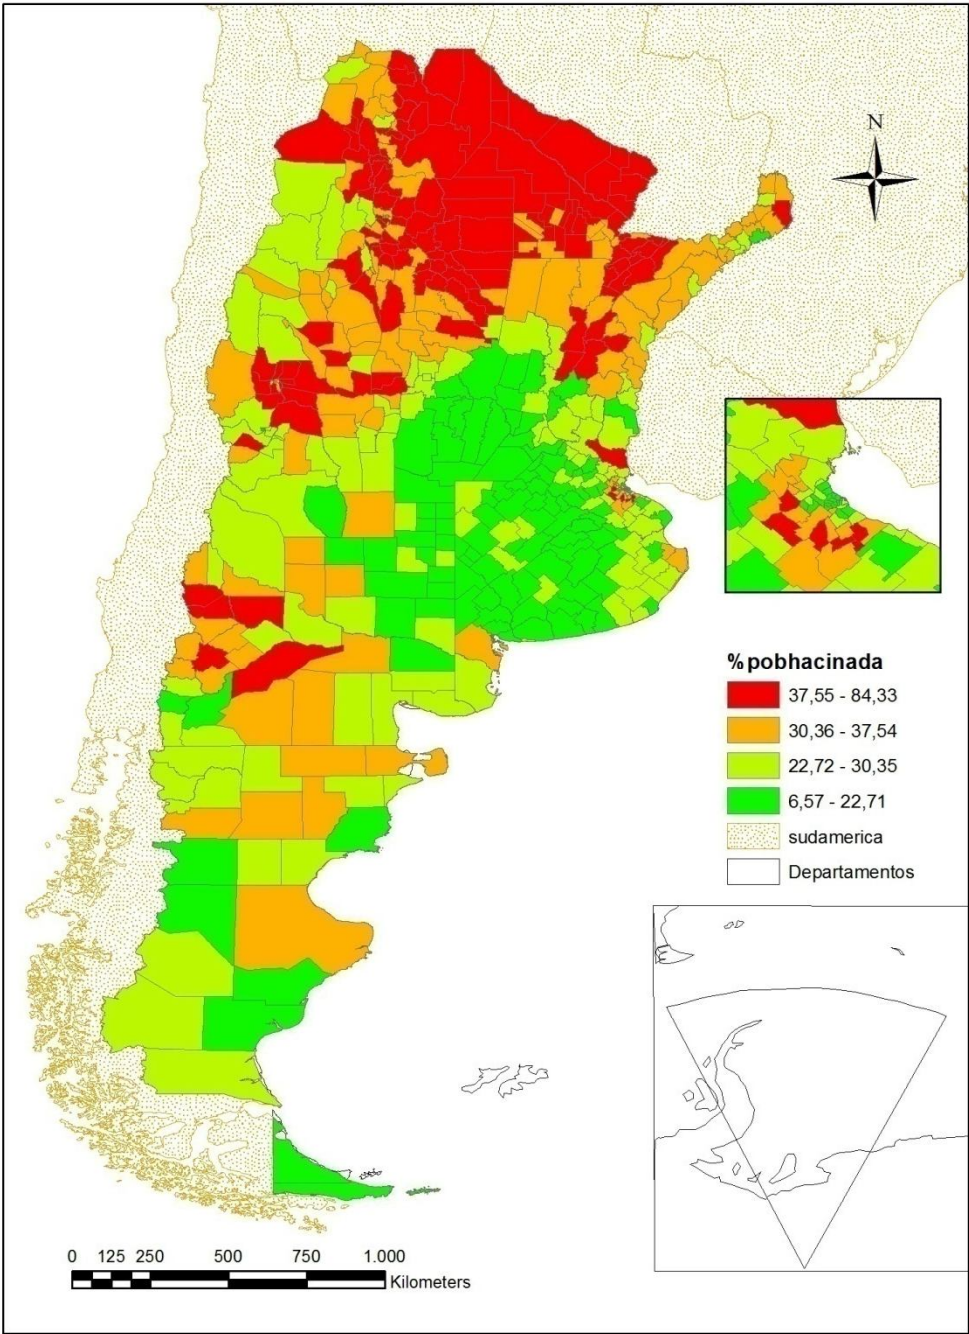 N
%pobhacinada
37,55 - 84,33
30,36 - 37,54
22,72 - 30,35
6,57 - 22,71
sudamerica
Departamentos
0 125 250 500 750 1.000
Kilometers